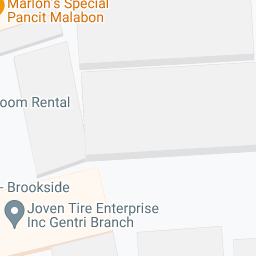 Marlon's Special
Pancit Malabon
oom Rental
- Brookside
Joven Tire Enterprise
Inc Gentri Branch